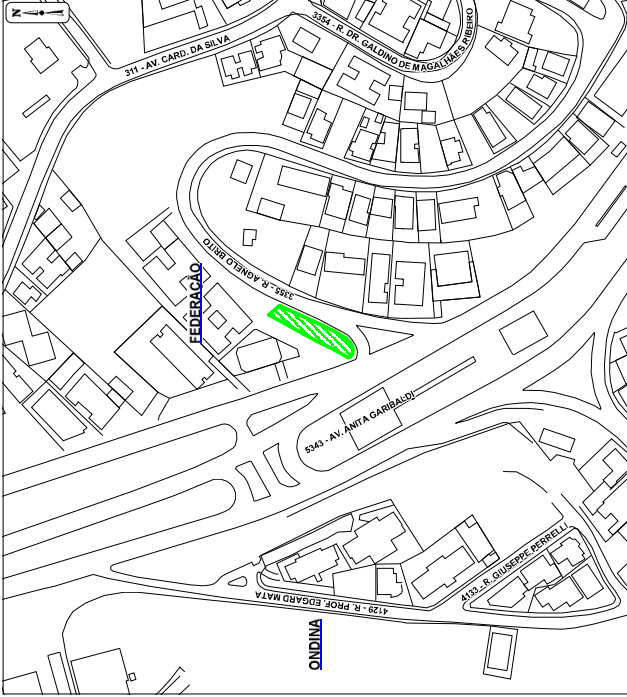 N
3354 - R. DR. GALDINO DE MAGALHÃES RIBEIRO
311 - AV. CARD. DA SILVA
3355 - R. AGNELO BRITO
FEDERAÇÃO
5343 - AV. ANITA GARIBALDI
4133 - R. GIUSEPPE PERRELLI
4129 - R. PROF. EDGARD MATA
ONDINA